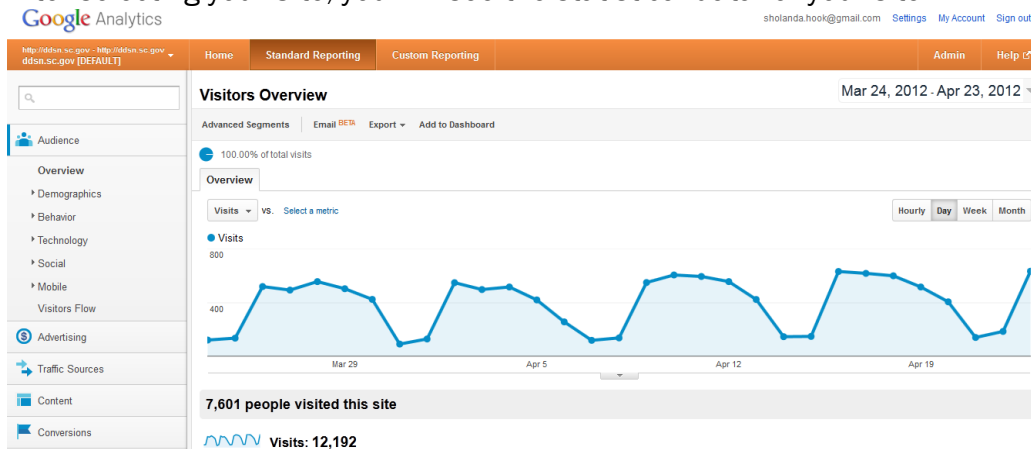 Google Analytics
sholanda.hook@gmail.com Settings My Account Sign out
http://ddsn.sc.gov - http://ddsn.sc.gov
ddsn.sc.gov [DEFAULT]
Home Standard Reporting Custom Reporting Admin Help
Visitors Overview
Mar 24, 2012 - Apr 23, 2012
Advanced Segments Email BETA Export Add to Dashboard
Audience
100.00% of total visits
Overview
Overview
Demographics
Behavior
Technology
Social
Mobile
Visitors Flow
Visits VS. Select a metric
Hourly Day Week Month
Visits
800
400
Mar 29 Apr 5 Apr 12 Apr 19
Advertising
Traffic Sources
Content
Conversions
7,601 people visited this site
Visits: 12,192